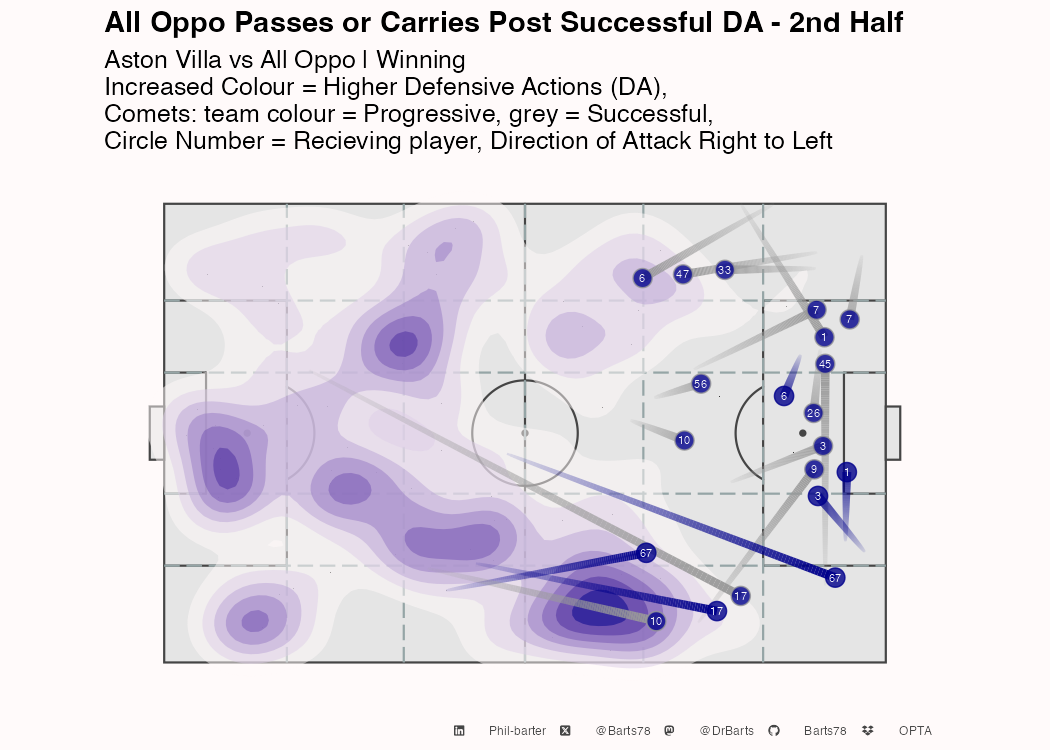 All Oppo Passes or Carries Post Successful DA - 2nd Half
Aston Villa vs All Oppo | Winning
Increased Colour = Higher Defensive Actions (DA),
Comets: team colour = Progressive, grey = Successful,
Circle Number = Recieving player, Direction of Attack Right to Left
6 47 33
7 7
1
45
56
6
26
10
3
9 1
3
67
67
17
17
10
Phil-barter @Barts78 @DrBarts Barts78 OPTA